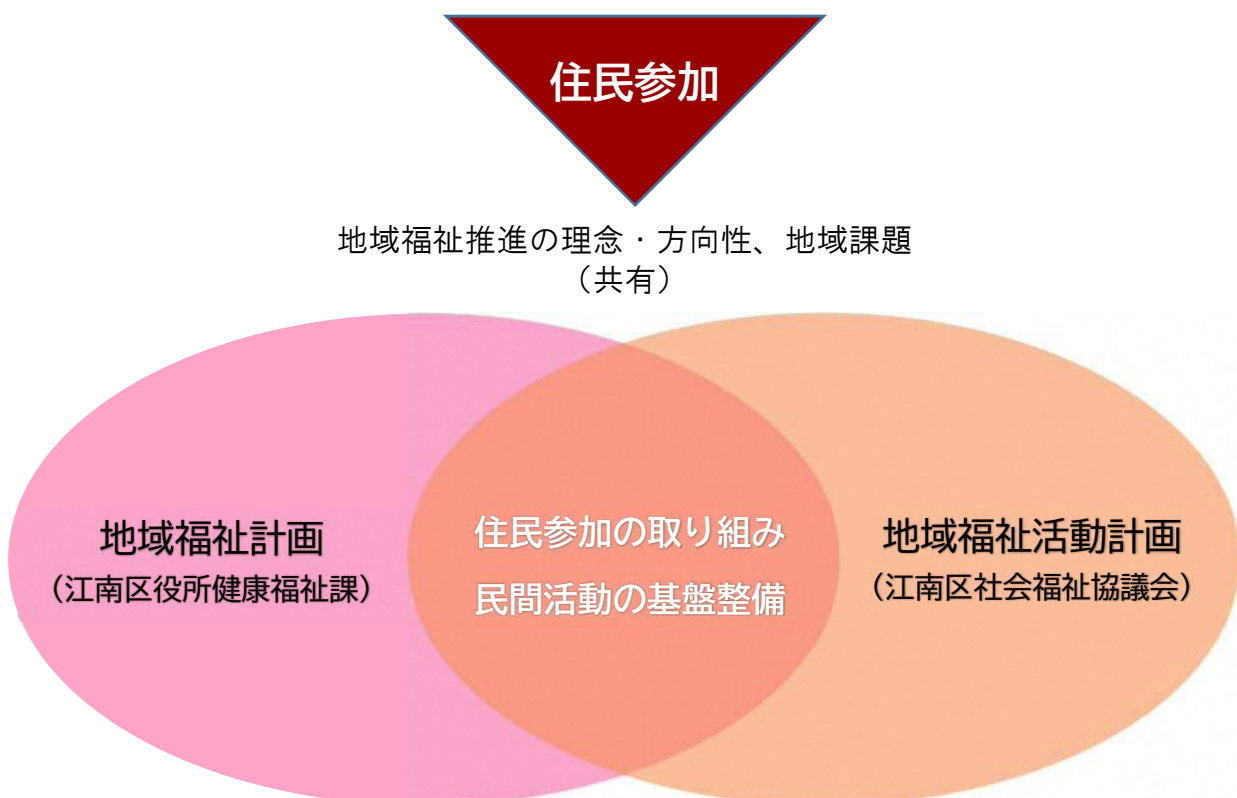 住民参加
地域福祉推進の理念・方向性、地域課題
（共有）
地域福祉計画
（江南区役所健康福祉課）
住民参加の取り組み
民間活動の基盤整備
地域福祉活動計画
（江南区社会福祉協議会）